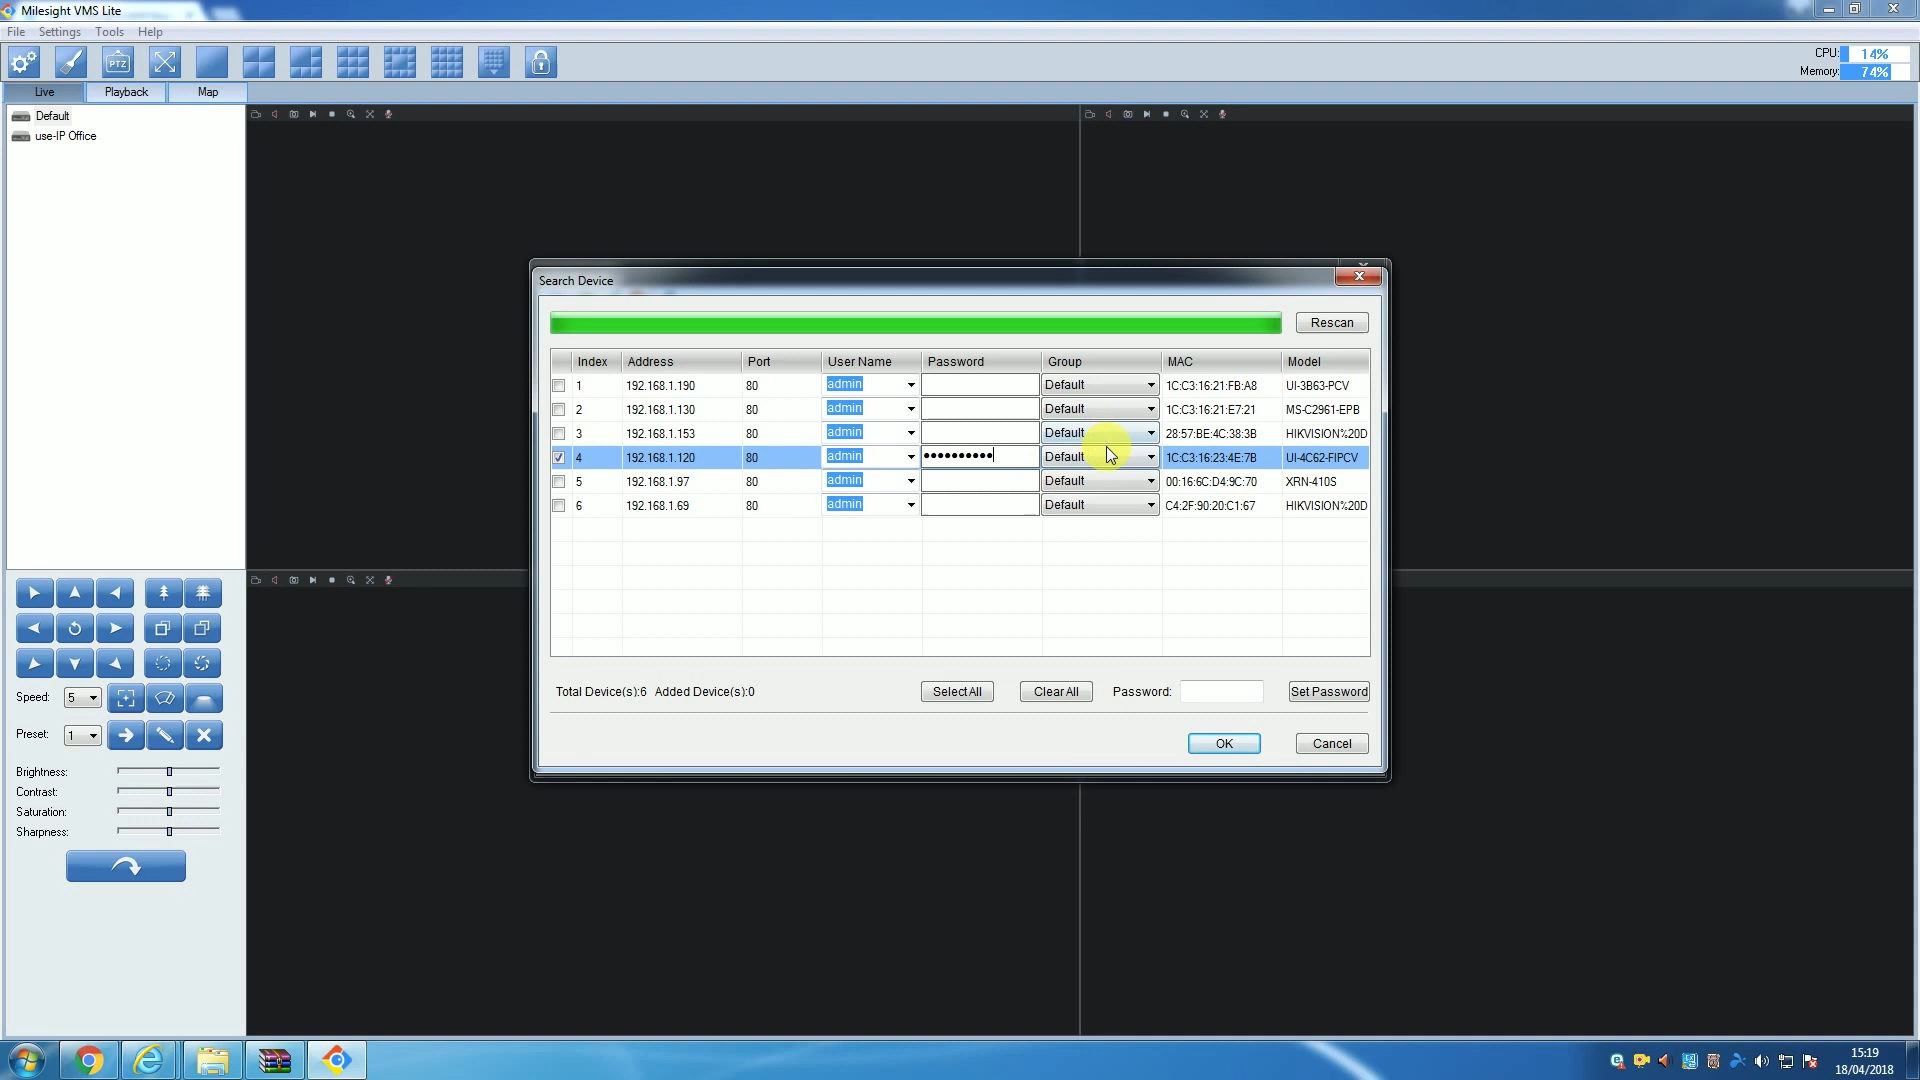 Milesight VMS Lite
File Settings Tools Help
PTZ
CPU: 14%
Memory: 74%
Live Playback Map
Default
use-IP Office
Search Device
Rescan
Index Address Port User Name Password Group MAC Model
1 192.168.1.190 80 admin Default 1C:C3:16:21:FB:A8 UI-3B63-PCV
2 192.168.1.130 80 admin Default 1C:C3:16:21:E7:21 MS-C2961-EPB
3 192.168.1.153 80 admin Default 28:57:BE:4C:38:3B HIKVISION%20D
4 192.168.1.120 80 admin •••••••••• Default 1C:C3:16:23:4E:7B UI-4C62-FIPCV
5 192.168.1.97 80 admin Default 00:16:6C:D4:9C:70 XRN-410S
6 192.168.1.69 80 admin Default C4:2F:90:20:C1:67 HIKVISION%20D
Total Device(s):6 Added Device(s):0 Select All Clear All Password: Set Password
OK Cancel
Speed: 5
Preset: 1
Brightness:
Contrast:
Saturation:
Sharpness:
15:19
18/04/2018